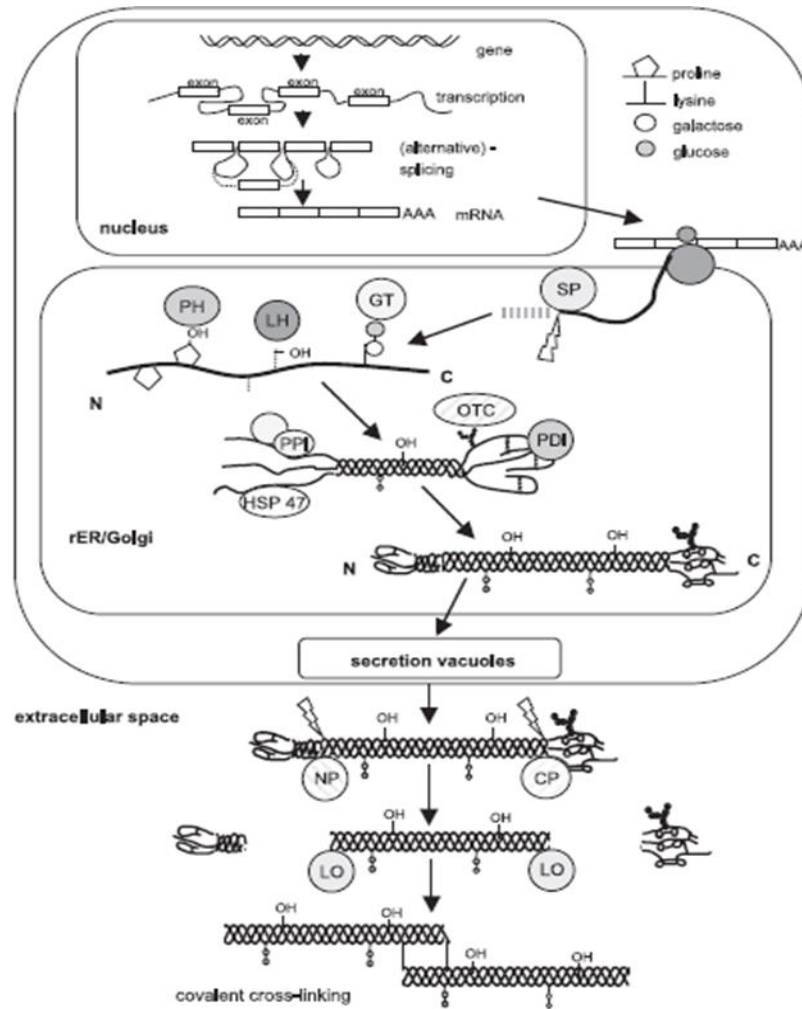 gene
exon
exon
exon
exon
transcription
(alternative) -
splicing
AAA mRNA
nucleus
proline
lysine
galactose
glucose
AAA
SP
PH
OH
LH
OH
GT
N
C
OTC
PPI
OH
PDI
HSP 47
rER/Golgi
N
OH
OH
C
secretion vacuoles
extracellular space
OH
OH
NP
CP
OH
OH
LO
LO
OH
OH
OH
OH
covalent cross-linking